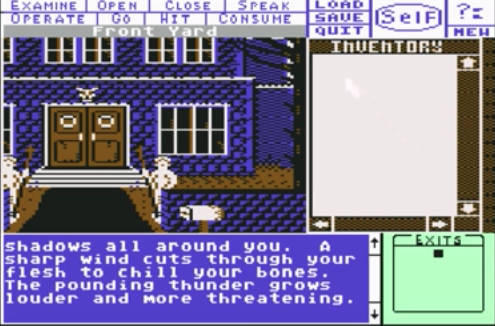 EXAMINE OPEN CLOSE SPEAK
OPERATE GO HIT CONSUME
LOAD
SAVE
QUIT
SELF
?=
MEW
Front Yard
INVENTORY
shadows all around you. A
sharp wind cuts through your
flesh to chill your bones.
The pounding thunder grows
louder and more threatening.
EXITS